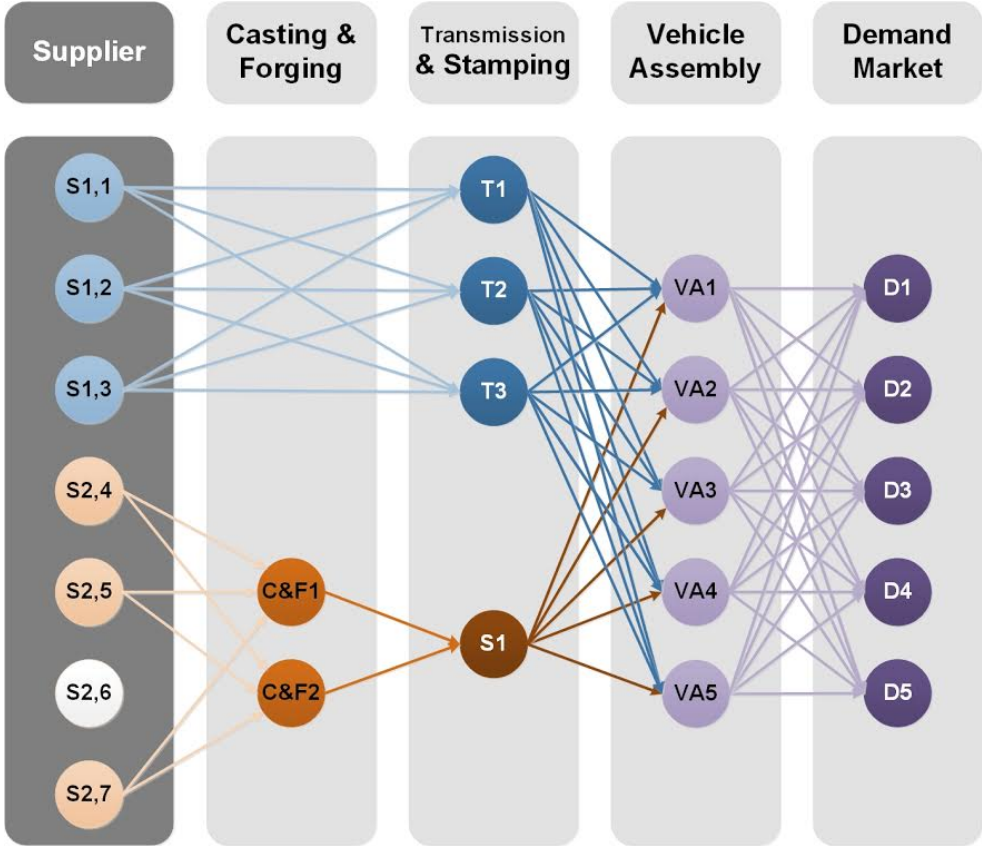 Supplier
Casting &
Forging
Transmission
& Stamping
Vehicle
Assembly
Demand
Market
S1,1
S1,2
S1,3
S2,4
S2,5
S2,6
S2,7
C&F1
C&F2
T1
T2
T3
S1
VA1
VA2
VA3
VA4
VA5
D1
D2
D3
D4
D5